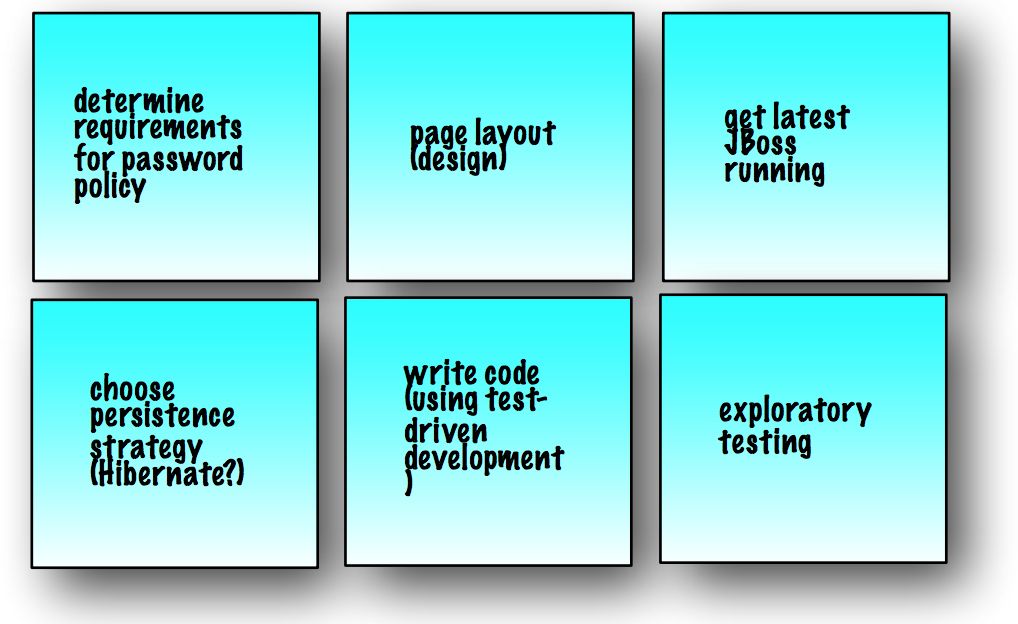 determine
requirements
for password
policy
page layout
(design)
get latest
JBoss
running
choose
persistence
strategy
(Hibernate?)
write code
(using test-
driven
development
)
exploratory
testing